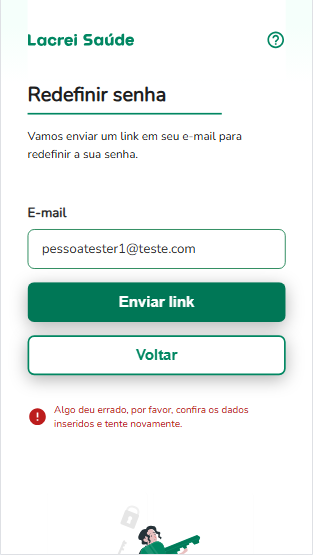 Lacrei Saúde
Redefinir senha
Vamos enviar um link em seu e-mail para
redefinir a sua senha.
E-mail
pessoatester1@teste.com
Enviar link
Voltar
Algo deu errado, por favor, confira os dados
inseridos e tente novamente.